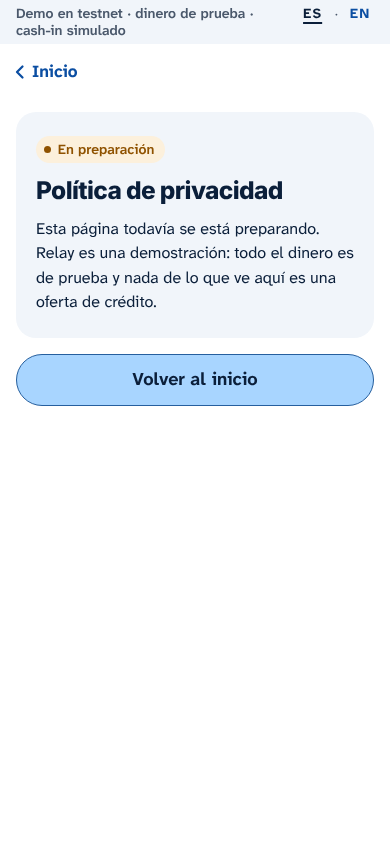 Demo en testnet · dinero de prueba ·
cash-in simulado
ES · EN
Inicio
En preparación
Política de privacidad
Esta página todavía se está preparando.
Relay es una demostración: todo el dinero es
de prueba y nada de lo que ve aquí es una
oferta de crédito.
Volver al inicio